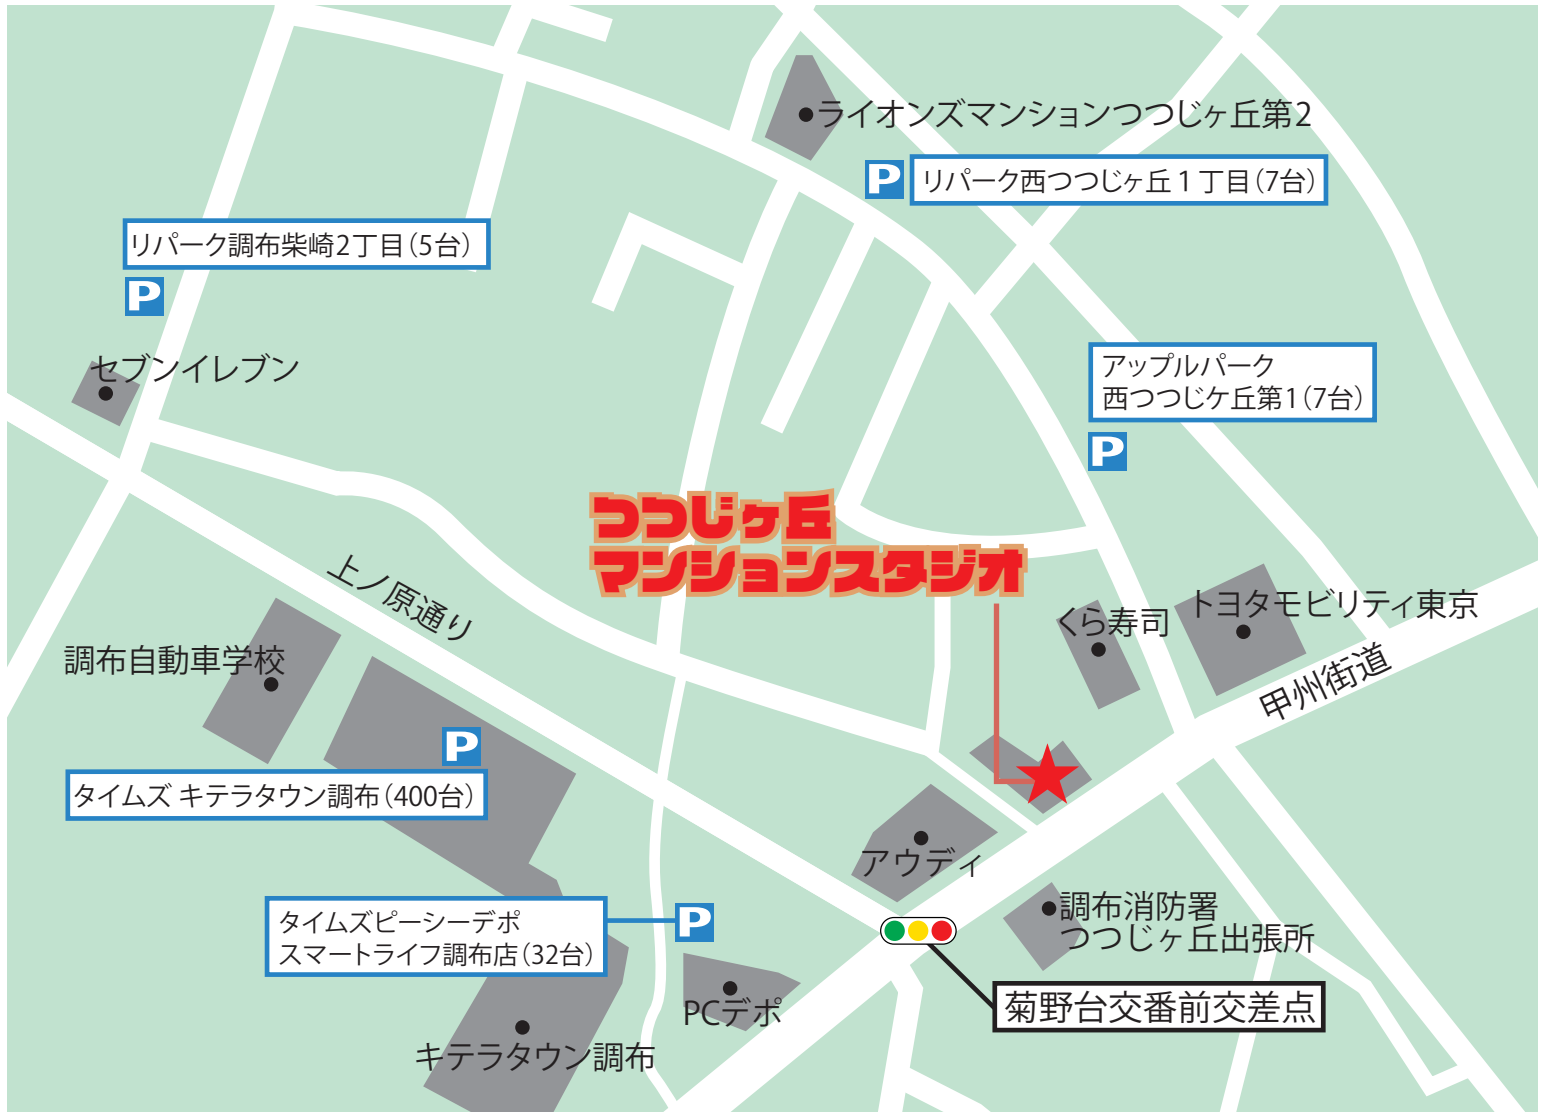 ライオンズマンションつつじヶ丘第2
P
リパーク西つつじヶ丘１丁目(7台)
リパーク調布柴崎2丁目(5台)
P
セブンイレブン
アップルパーク
西つつじケ丘第1(7台)
P
つつじヶ丘
マンションスタジオ
上ノ原通り
くら寿司
トヨタモビリティ東京
調布自動車学校
甲州街道
P
タイムズ キテラタウン調布(400台)
アウディ
タイムズピーシーデポ
スマートライフ調布店(32台)
P
調布消防署
つつじヶ丘出張所
PCデポ
菊野台交番前交差点
キテラタウン調布